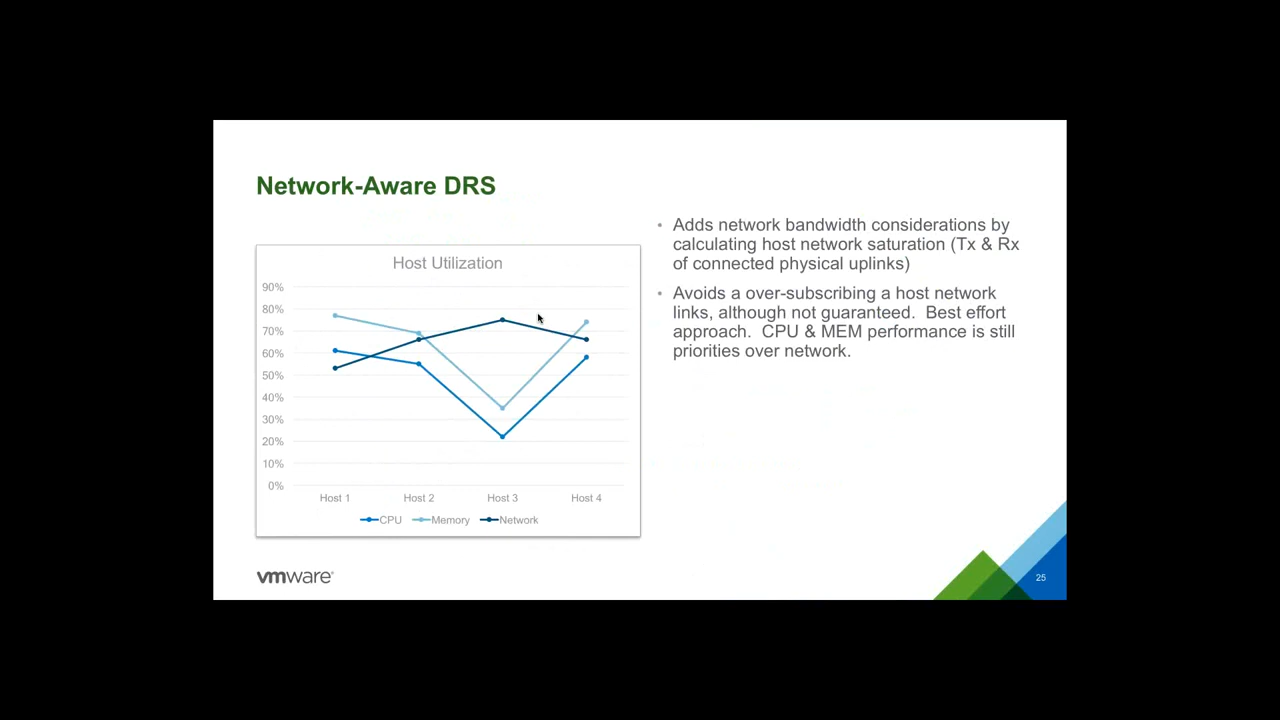 Network-Aware DRS
Host Utilization
90%
80%
70%
60%
50%
40%
30%
20%
10%
0%
Host 1 Host 2 Host 3 Host 4
CPU Memory Network
• Adds network bandwidth considerations by
calculating host network saturation (Tx & Rx
of connected physical uplinks)
• Avoids a over-subscribing a host network
links, although not guaranteed. Best effort
approach. CPU & MEM performance is still
priorities over network.
vmware®
25